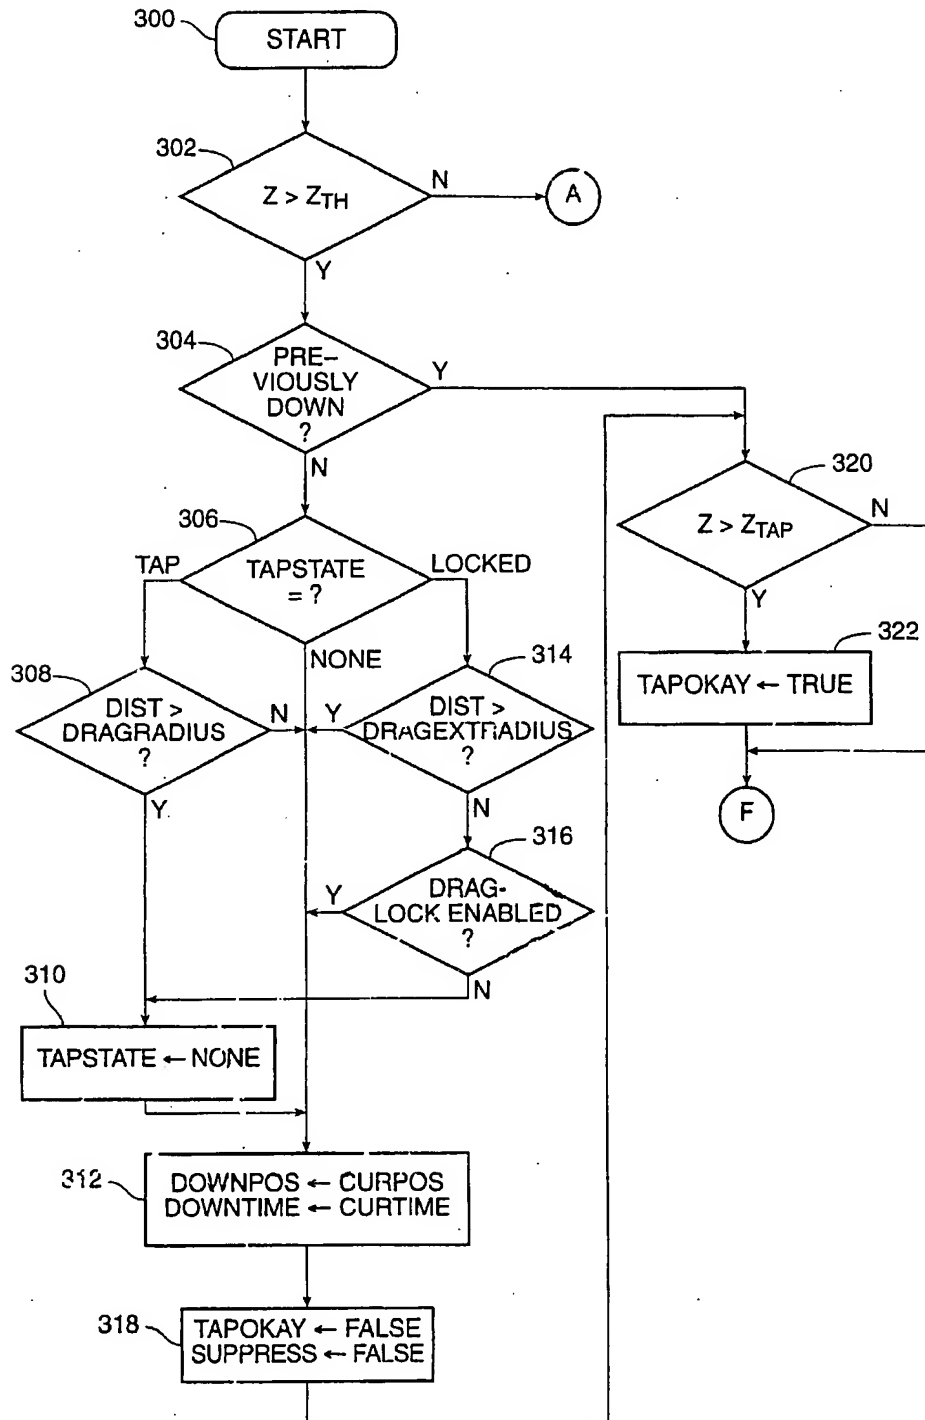 300
START
302
Z > ZTH
N
A
Y
304
PRE-
VIOUSLY
DOWN
?
Y
N
306
TAPSTATE
= ?
TAP
LOCKED
NONE
320
Z > ZTAP
N
Y
322
TAPOKAY ← TRUE
F
308
DIST >
DRAGRADIUS
?
N
Y
314
DIST >
DRAGEXTRADIUS
?
Y
N
316
DRAG-
LOCK ENABLED
?
Y
N
310
TAPSTATE ← NONE
312
DOWNPOS ← CURPOS
DOWNTIME ← CURTIME
318
TAPOKAY ← FALSE
SUPPRESS ← FALSE